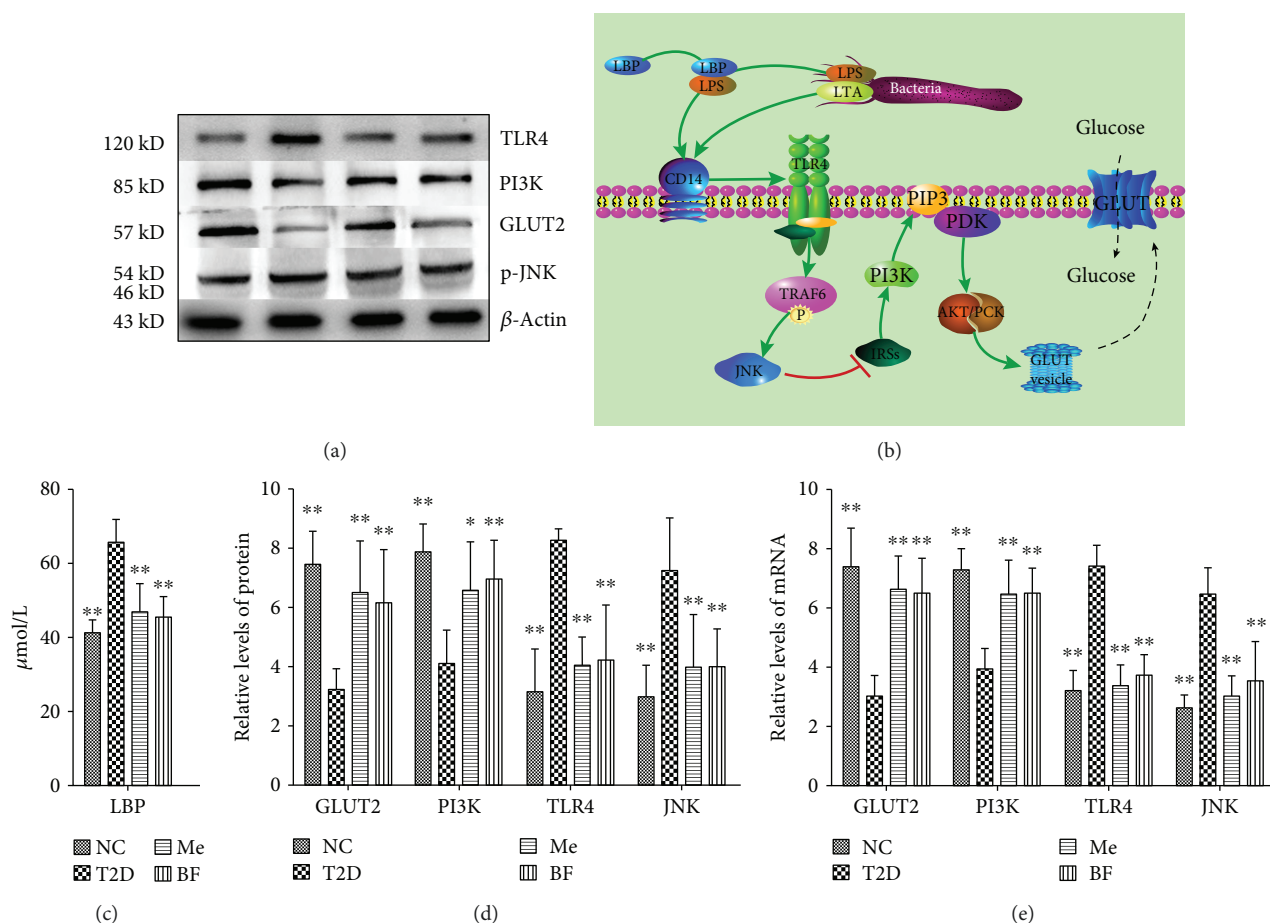 120 kD
TLR4
85 kD
PI3K
57 kD
GLUT2
54 kD
p-JNK
46 kD
43 kD
β-Actin
(a)
LBP
LBP
LPS
LPS
LTA
Bacteria
Glucose
CD14
TLR4
PIP3
PDK
GLUT
Glucose
PI3K
TRAF6
P
AKT/PCK
JNK
IRSs
GLUT
vesicle
(b)
80
60
40
20
0
μmol/L
**
**
**
LBP
NC
Me
T2D
BF
(c)
10
8
6
4
2
0
Relative levels of protein
**
**
**
**
*
**
**
**
**
**
**
**
GLUT2
PI3K
TLR4
JNK
NC
Me
T2D
BF
(d)
10
8
6
4
2
0
Relative levels of mRNA
**
**
**
**
**
**
**
**
**
**
**
**
GLUT2
PI3K
TLR4
JNK
NC
Me
T2D
BF
(e)